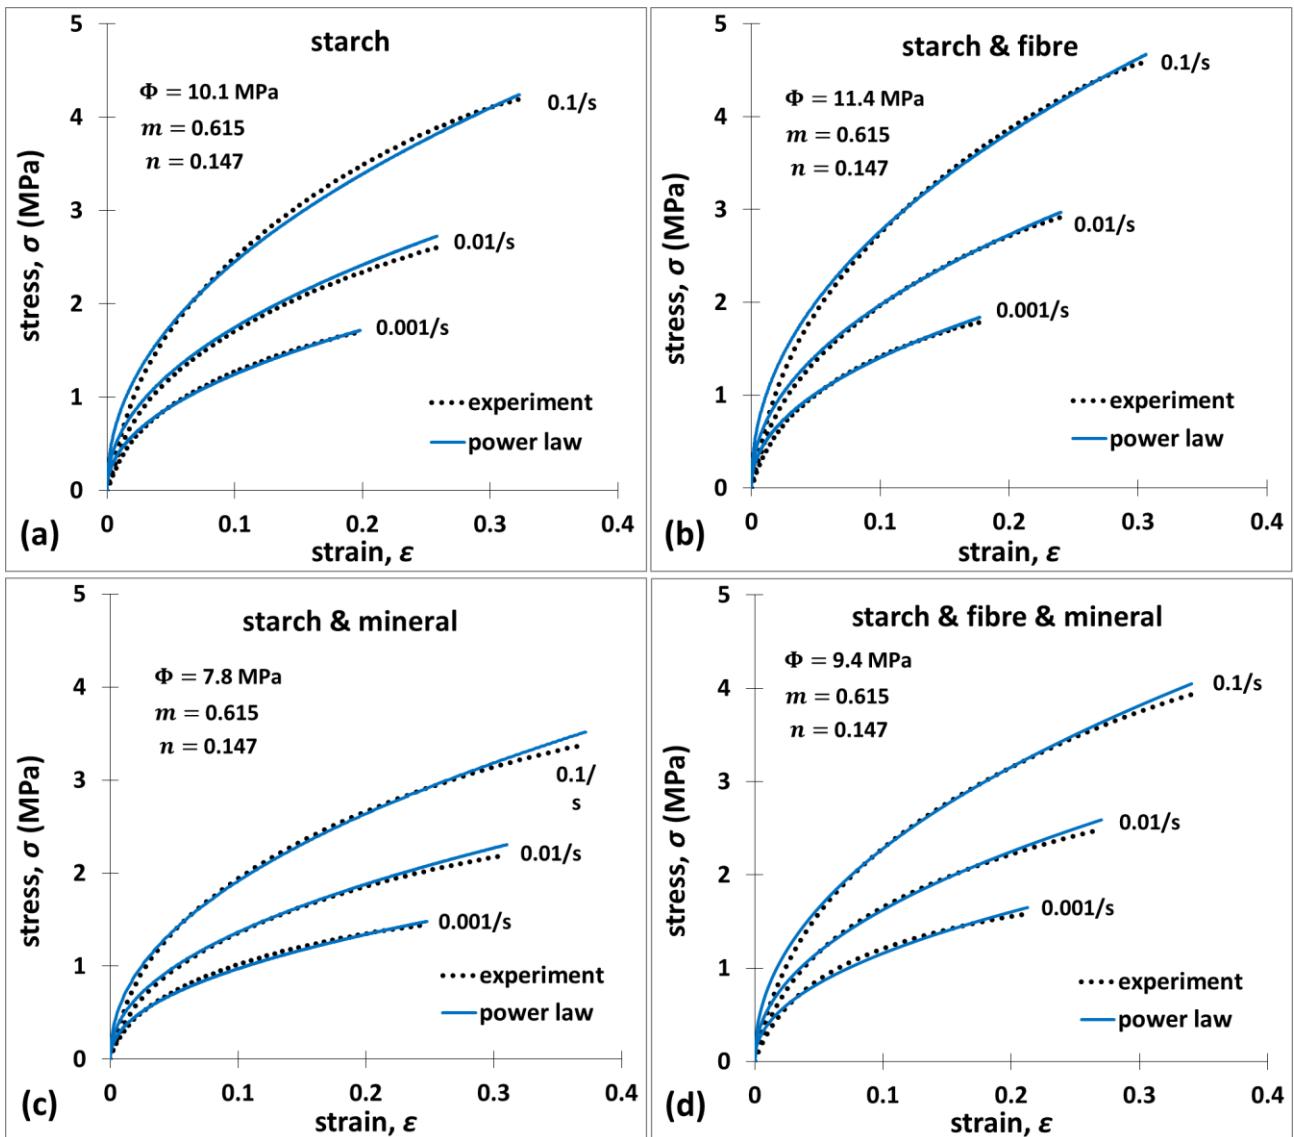 starch
Φ = 10.1 MPa
m = 0.615
n = 0.147
5
4
3
2
1
0
stress, σ (MPa)
0.1/s
0.01/s
0.001/s
experiment
power law
0
0.1
0.2
0.3
0.4
strain, ε
(a)
starch & fibre
Φ = 11.4 MPa
m = 0.615
n = 0.147
5
4
3
2
1
0
stress, σ (MPa)
0.1/s
0.01/s
0.001/s
experiment
power law
0
0.1
0.2
0.3
0.4
strain, ε
(b)
starch & mineral
Φ = 7.8 MPa
m = 0.615
n = 0.147
5
4
3
2
1
0
stress, σ (MPa)
0.1/
s
0.01/s
0.001/s
experiment
power law
0
0.1
0.2
0.3
0.4
strain, ε
(c)
starch & fibre & mineral
Φ = 9.4 MPa
m = 0.615
n = 0.147
5
4
3
2
1
0
stress, σ (MPa)
0.1/s
0.01/s
0.001/s
experiment
power law
0
0.1
0.2
0.3
0.4
strain, ε
(d)